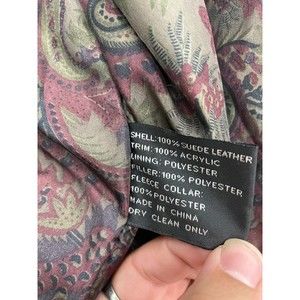 SHELL: 100% SUEDE LEATHER
TRIM: 100% ACRYLIC
LINING: POLYESTER
FILLER: 100% POLYESTER
FLEECE COLLAR:
100% POLYESTER
MADE IN CHINA
DRY CLEAN ONLY